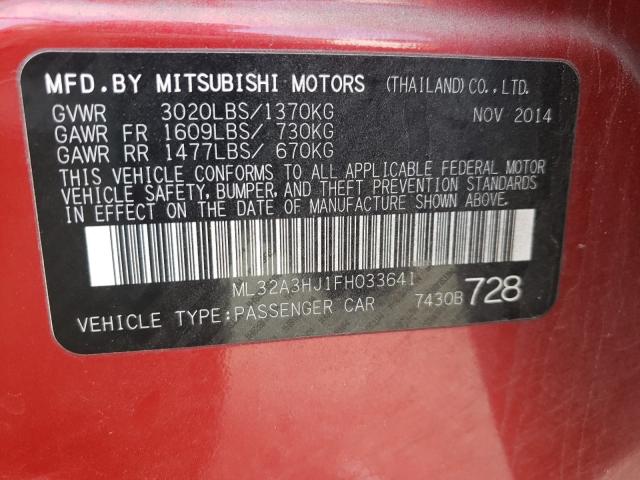 MFD.BY MITSUBISHI MOTORS (THAILAND) CO.,LTD.
GVWR 3020LBS/1370KG NOV 2014
GAWR FR 1609LBS/ 730KG
GAWR RR 1477LBS/ 670KG
THIS VEHICLE CONFORMS TO ALL APPLICABLE FEDERAL MOTOR
VEHICLE SAFETY, BUMPER, AND THEFT PREVENTION STANDARDS
IN EFFECT ON THE DATE OF MANUFACTURE SHOWN ABOVE.
ML32A3HJ1FH033641
VEHICLE TYPE:PASSENGER CAR 7430B 728